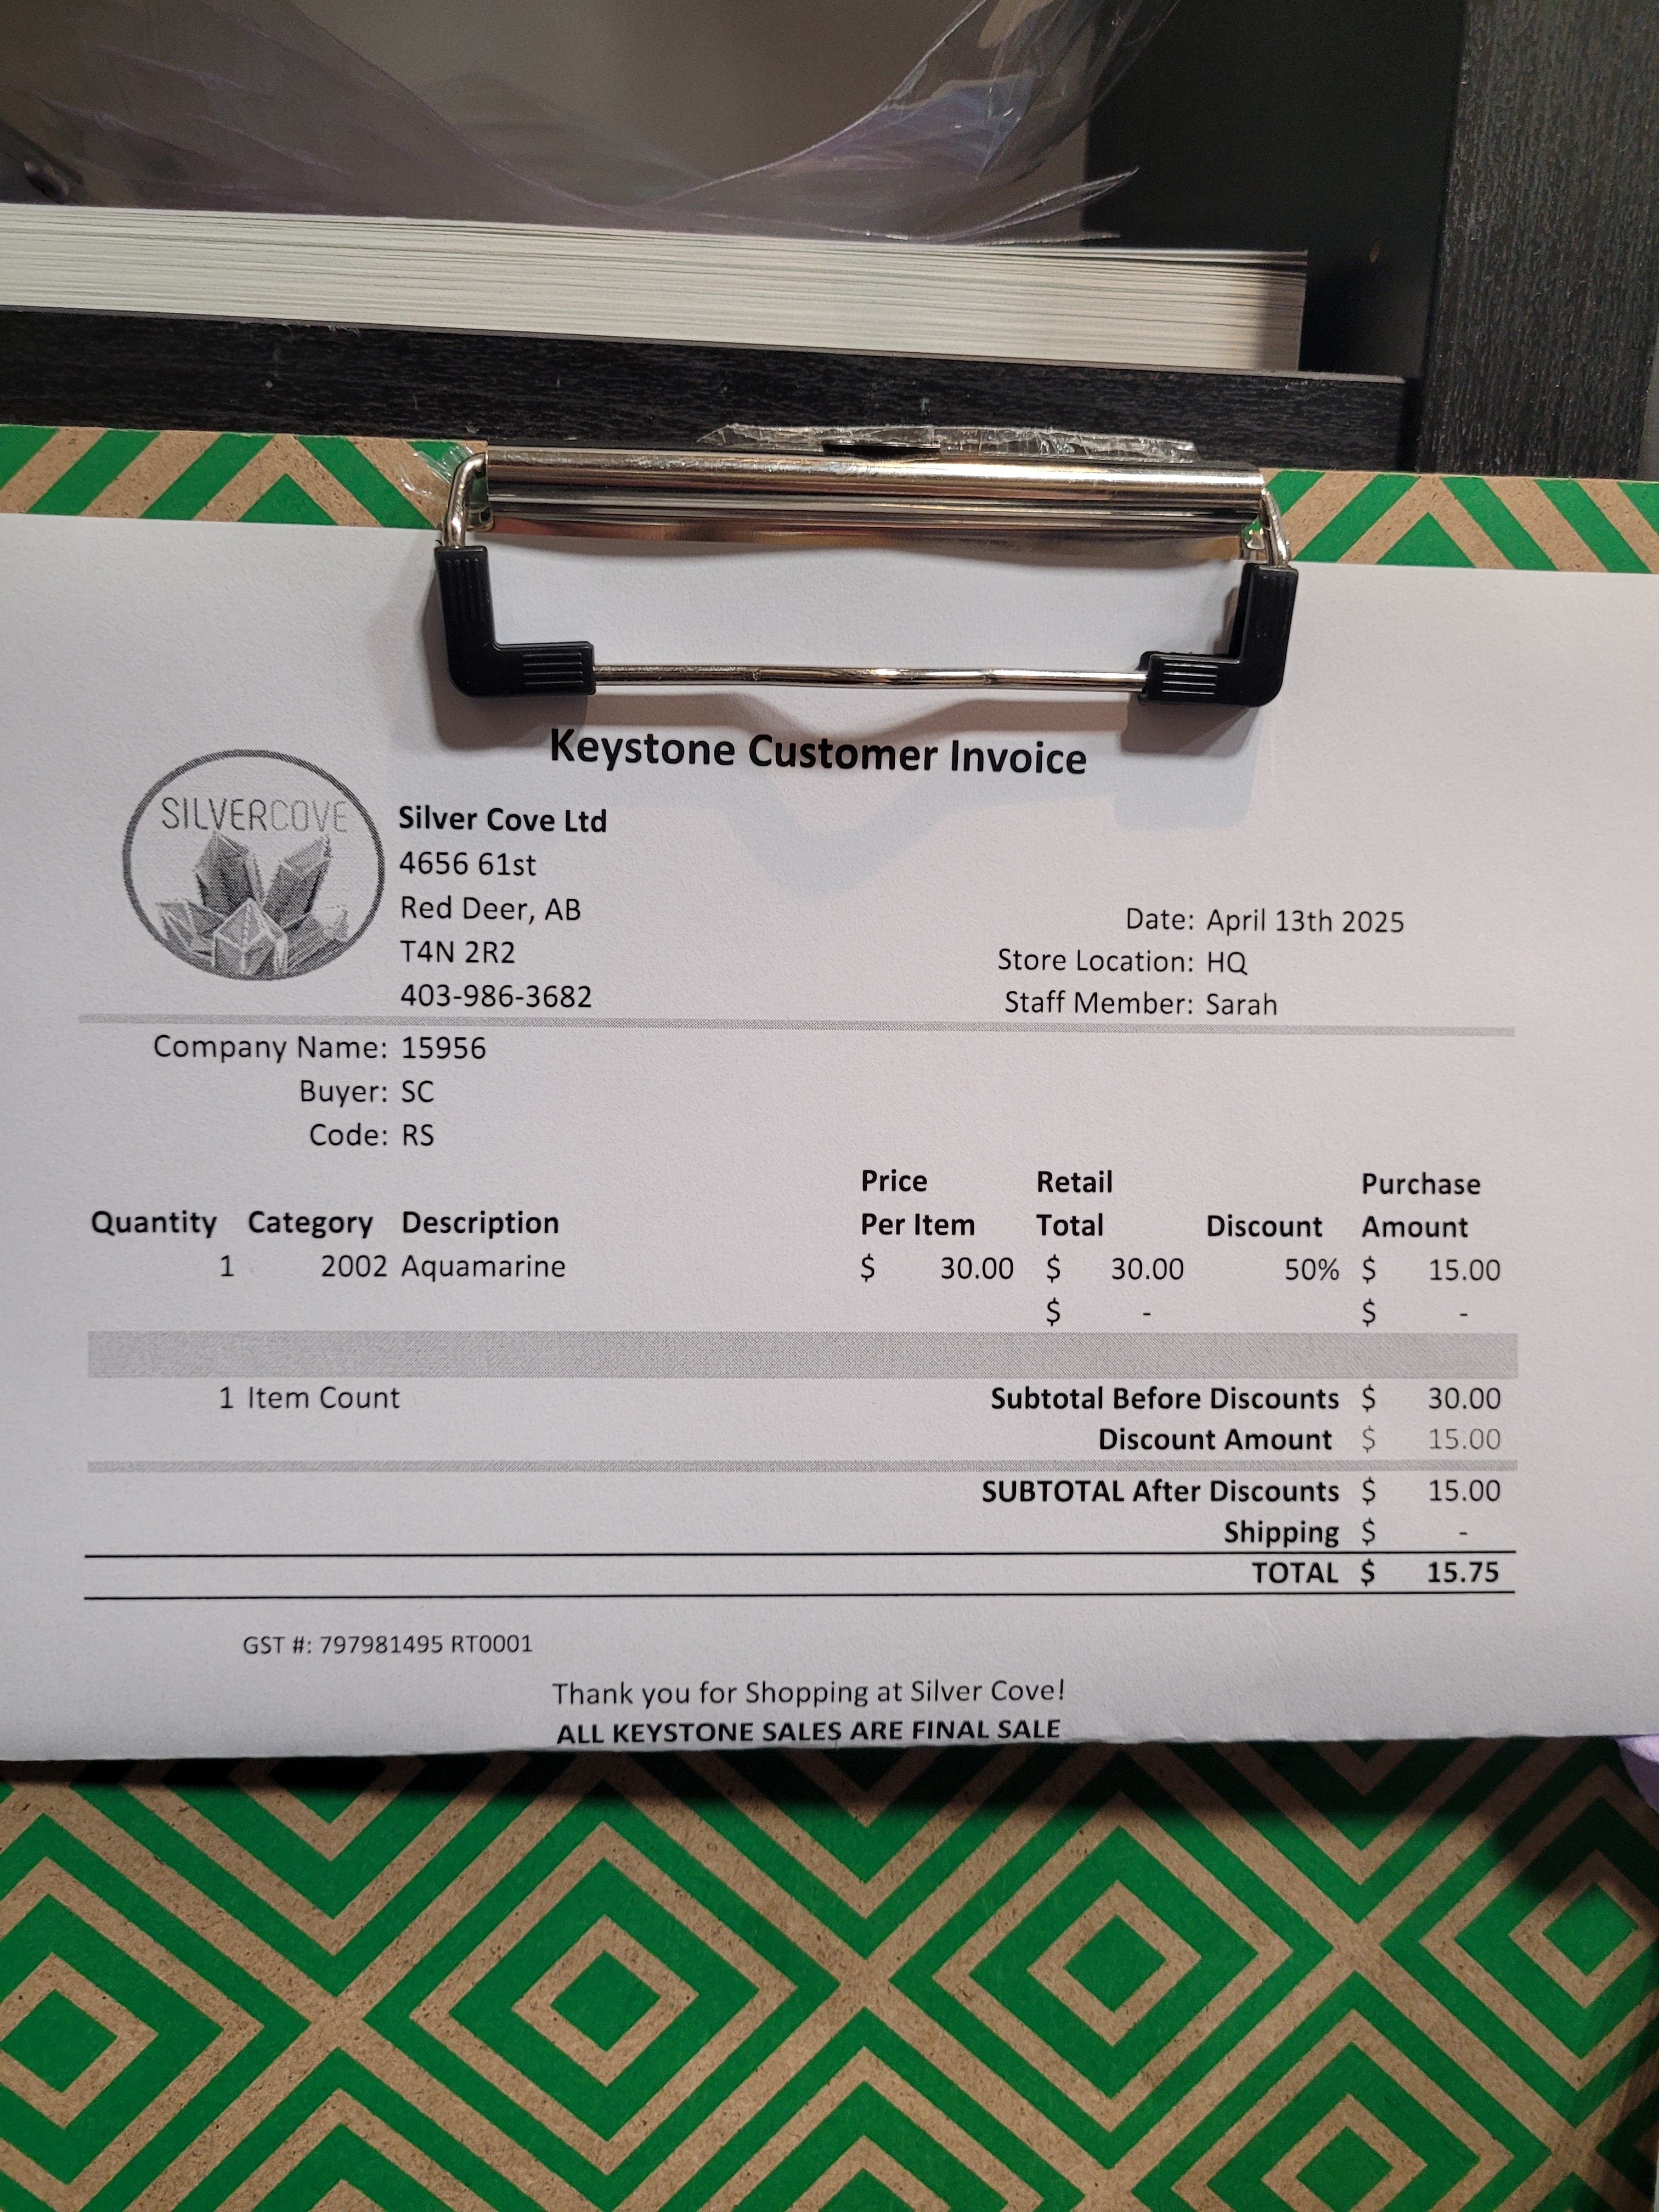 Keystone Customer Invoice
SILVERCOVE
Silver Cove Ltd
4656 61st
Red Deer, AB
T4N 2R2
403-986-3682
Date: April 13th 2025
Store Location: HQ
Staff Member: Sarah
Company Name: 15956
Buyer: SC
Code: RS
Quantity Category Description Price Per Item Retail Total Discount Purchase Amount
1 2002 Aquamarine $ 30.00 $ 30.00 50% $ 15.00
$ - $ -
1 Item Count Subtotal Before Discounts $ 30.00
Discount Amount $ 15.00
SUBTOTAL After Discounts $ 15.00
Shipping $ -
TOTAL $ 15.75
GST #: 797981495 RT0001
Thank you for Shopping at Silver Cove!
ALL KEYSTONE SALES ARE FINAL SALE